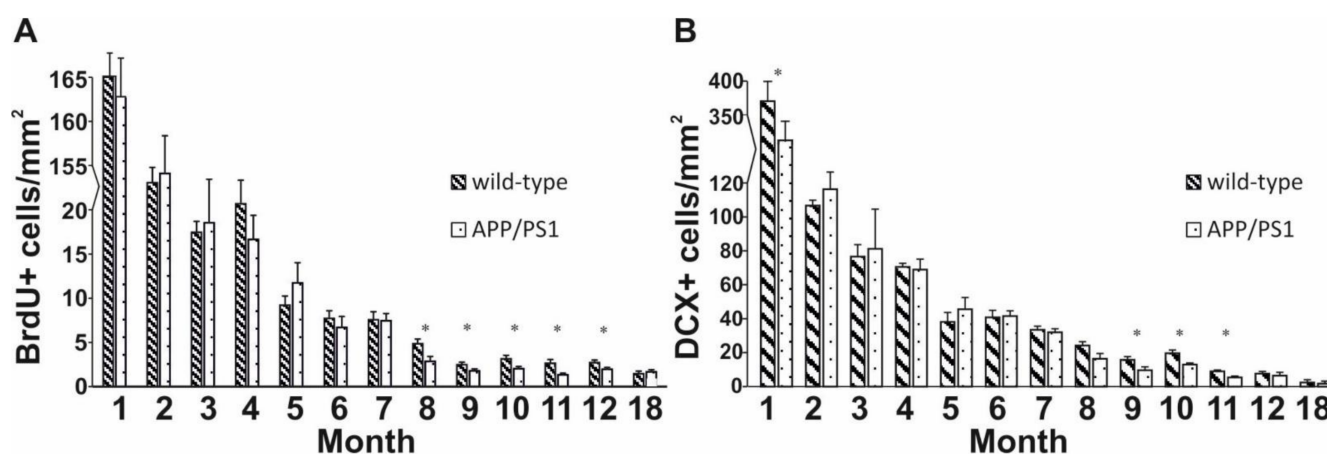 A
BrdU+ cells/mm²
165
160
155
20
15
10
5
0
wild-type
APP/PS1
* * * * *
1 2 3 4 5 6 7 8 9 10 11 12 18
Month
B
DCX+ cells/mm²
400
350
120
100
80
60
40
20
0
*
wild-type
APP/PS1
* * *
1 2 3 4 5 6 7 8 9 10 11 12 18
Month